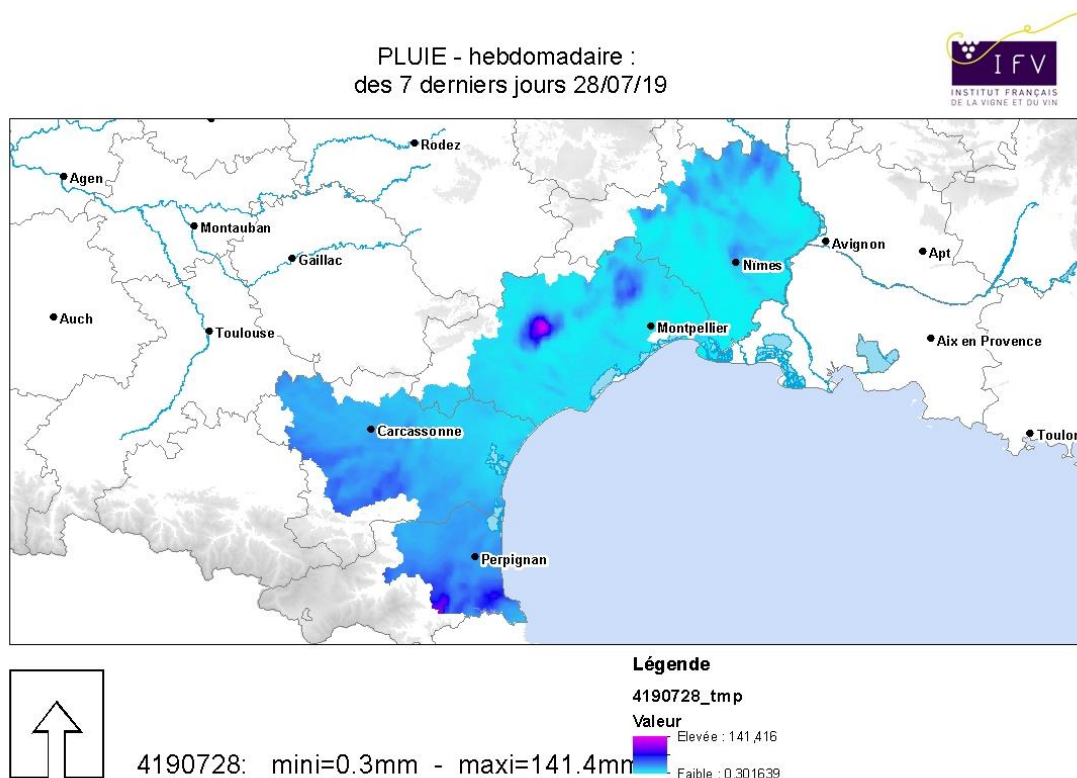 PLUIE - hebdomadaire :
des 7 derniers jours 28/07/19
IFV
INSTITUT FRANÇAIS
DE LA VIGNE ET DU VIN
Rodez
Agen
Montauban
Avignon
Apt
Gaillac
Nîmes
Auch
Toulouse
Montpellier
Aix en Provence
Carcassonne
Toulon
Perpignan
Légende
4190728_tmp
Valeur
Elevée : 141,416
Faible : 0,301639
4190728: mini=0.3mm - maxi=141.4mm